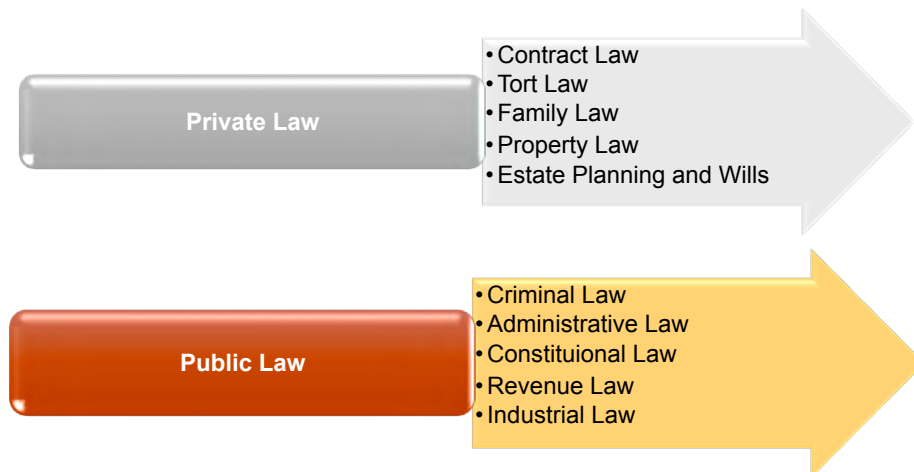 Private Law
• Contract Law
• Tort Law
• Family Law
• Property Law
• Estate Planning and Wills
Public Law
• Criminal Law
• Administrative Law
• Constituional Law
• Revenue Law
• Industrial Law